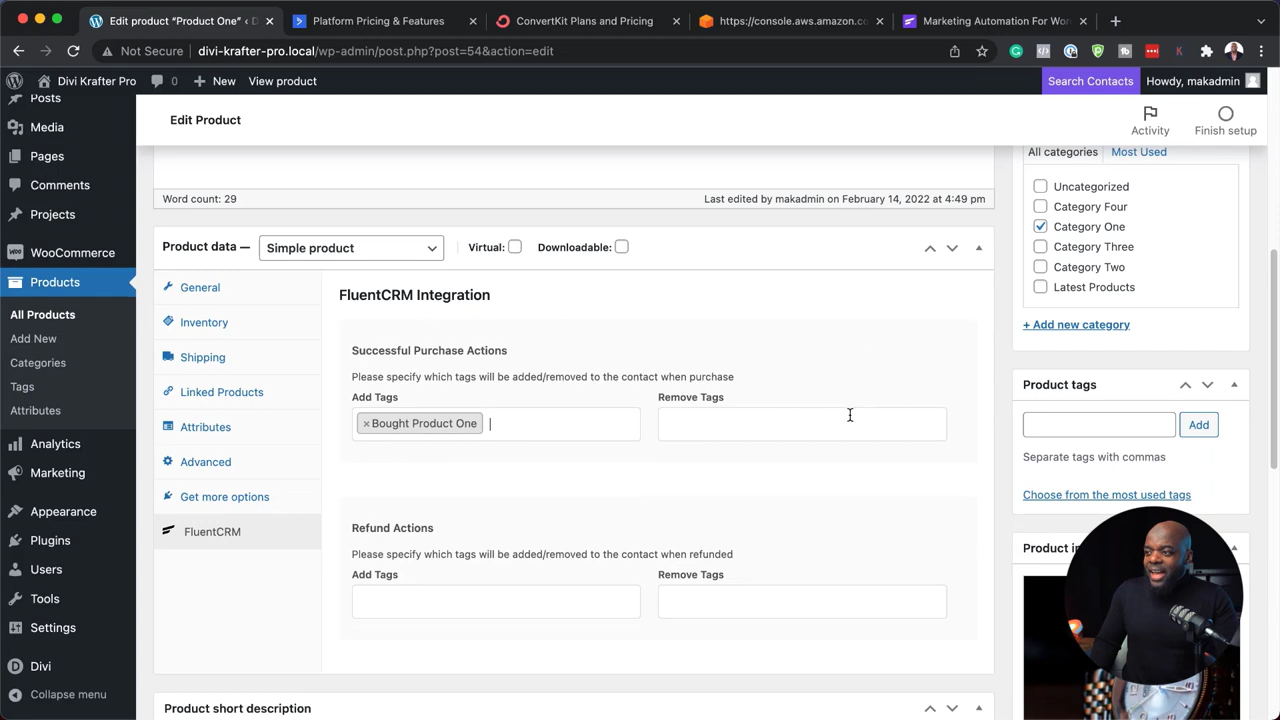 Edit product “Product One” ‹ D
Platform Pricing & Features
ConvertKit Plans and Pricing
https://console.aws.amazon.co
Marketing Automation For Wor
Not Secure
divi-krafter-pro.local/wp-admin/post.php?post=54&action=edit
Divi Krafter Pro
0
New
View product
Search Contacts
Howdy, makadmin
Posts
Media
Pages
Comments
Projects
WooCommerce
Products
All Products
Add New
Categories
Tags
Attributes
Analytics
Marketing
Appearance
Plugins
Users
Tools
Settings
Divi
Collapse menu
Edit Product
Activity
Finish setup
Word count: 29
Last edited by makadmin on February 14, 2022 at 4:49 pm
Product data —
Simple product
Virtual:
Downloadable:
General
Inventory
Shipping
Linked Products
Attributes
Advanced
Get more options
FluentCRM
FluentCRM Integration
Successful Purchase Actions
Please specify which tags will be added/removed to the contact when purchase
Add Tags
Remove Tags
×Bought Product One
Refund Actions
Please specify which tags will be added/removed to the contact when refunded
Add Tags
Remove Tags
Product short description
All categories
Most Used
Uncategorized
Category Four
Category One
Category Three
Category Two
Latest Products
+ Add new category
Product tags
Add
Separate tags with commas
Choose from the most used tags